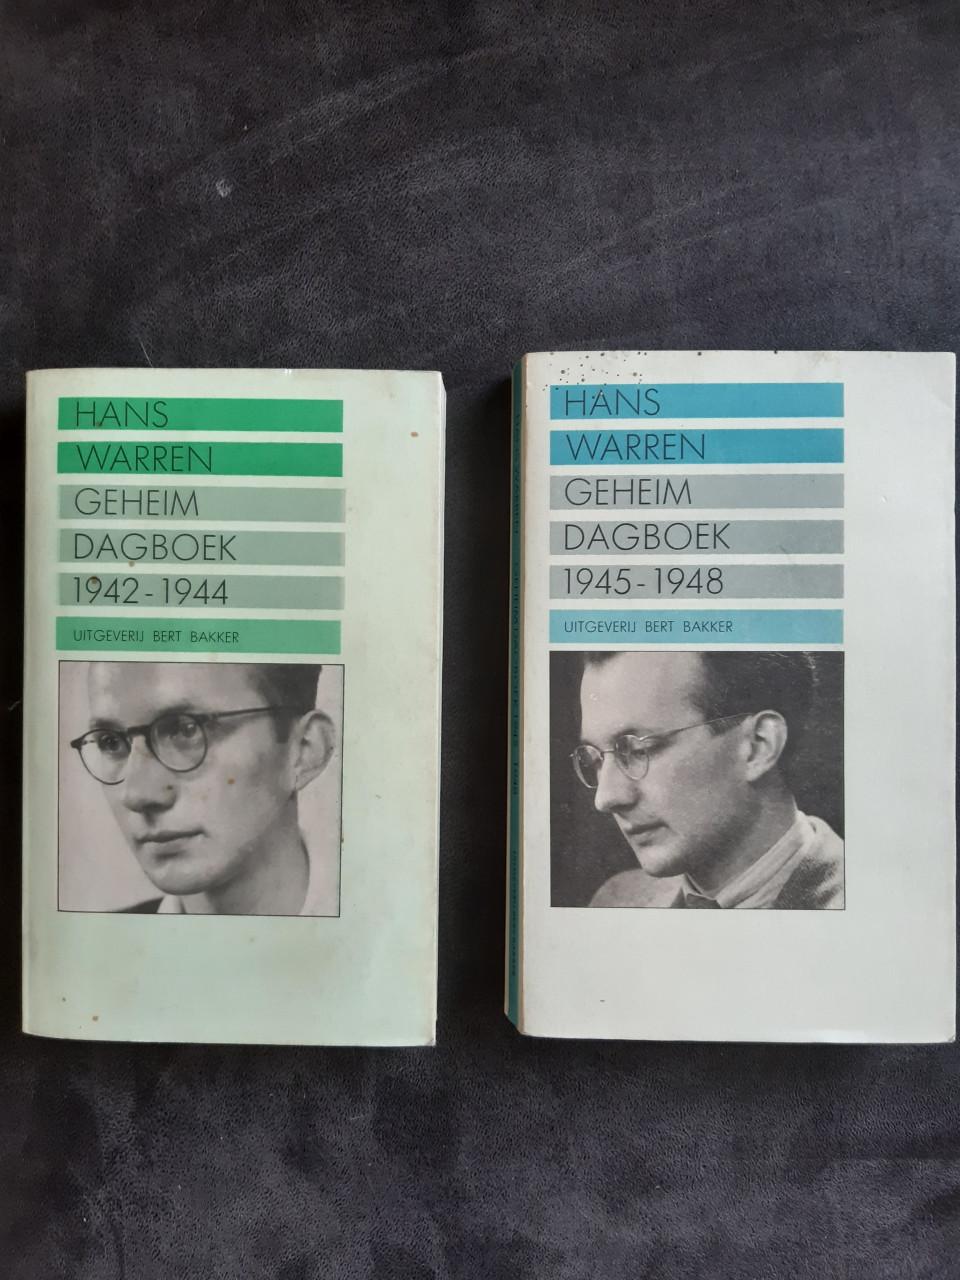 HANS
WARREN
GEHEIM
DAGBOEK
1942-1944
UITGEVERIJ BERT BAKKER
HANS
WARREN
GEHEIM
DAGBOEK
1945-1948
UITGEVERIJ BERT BAKKER